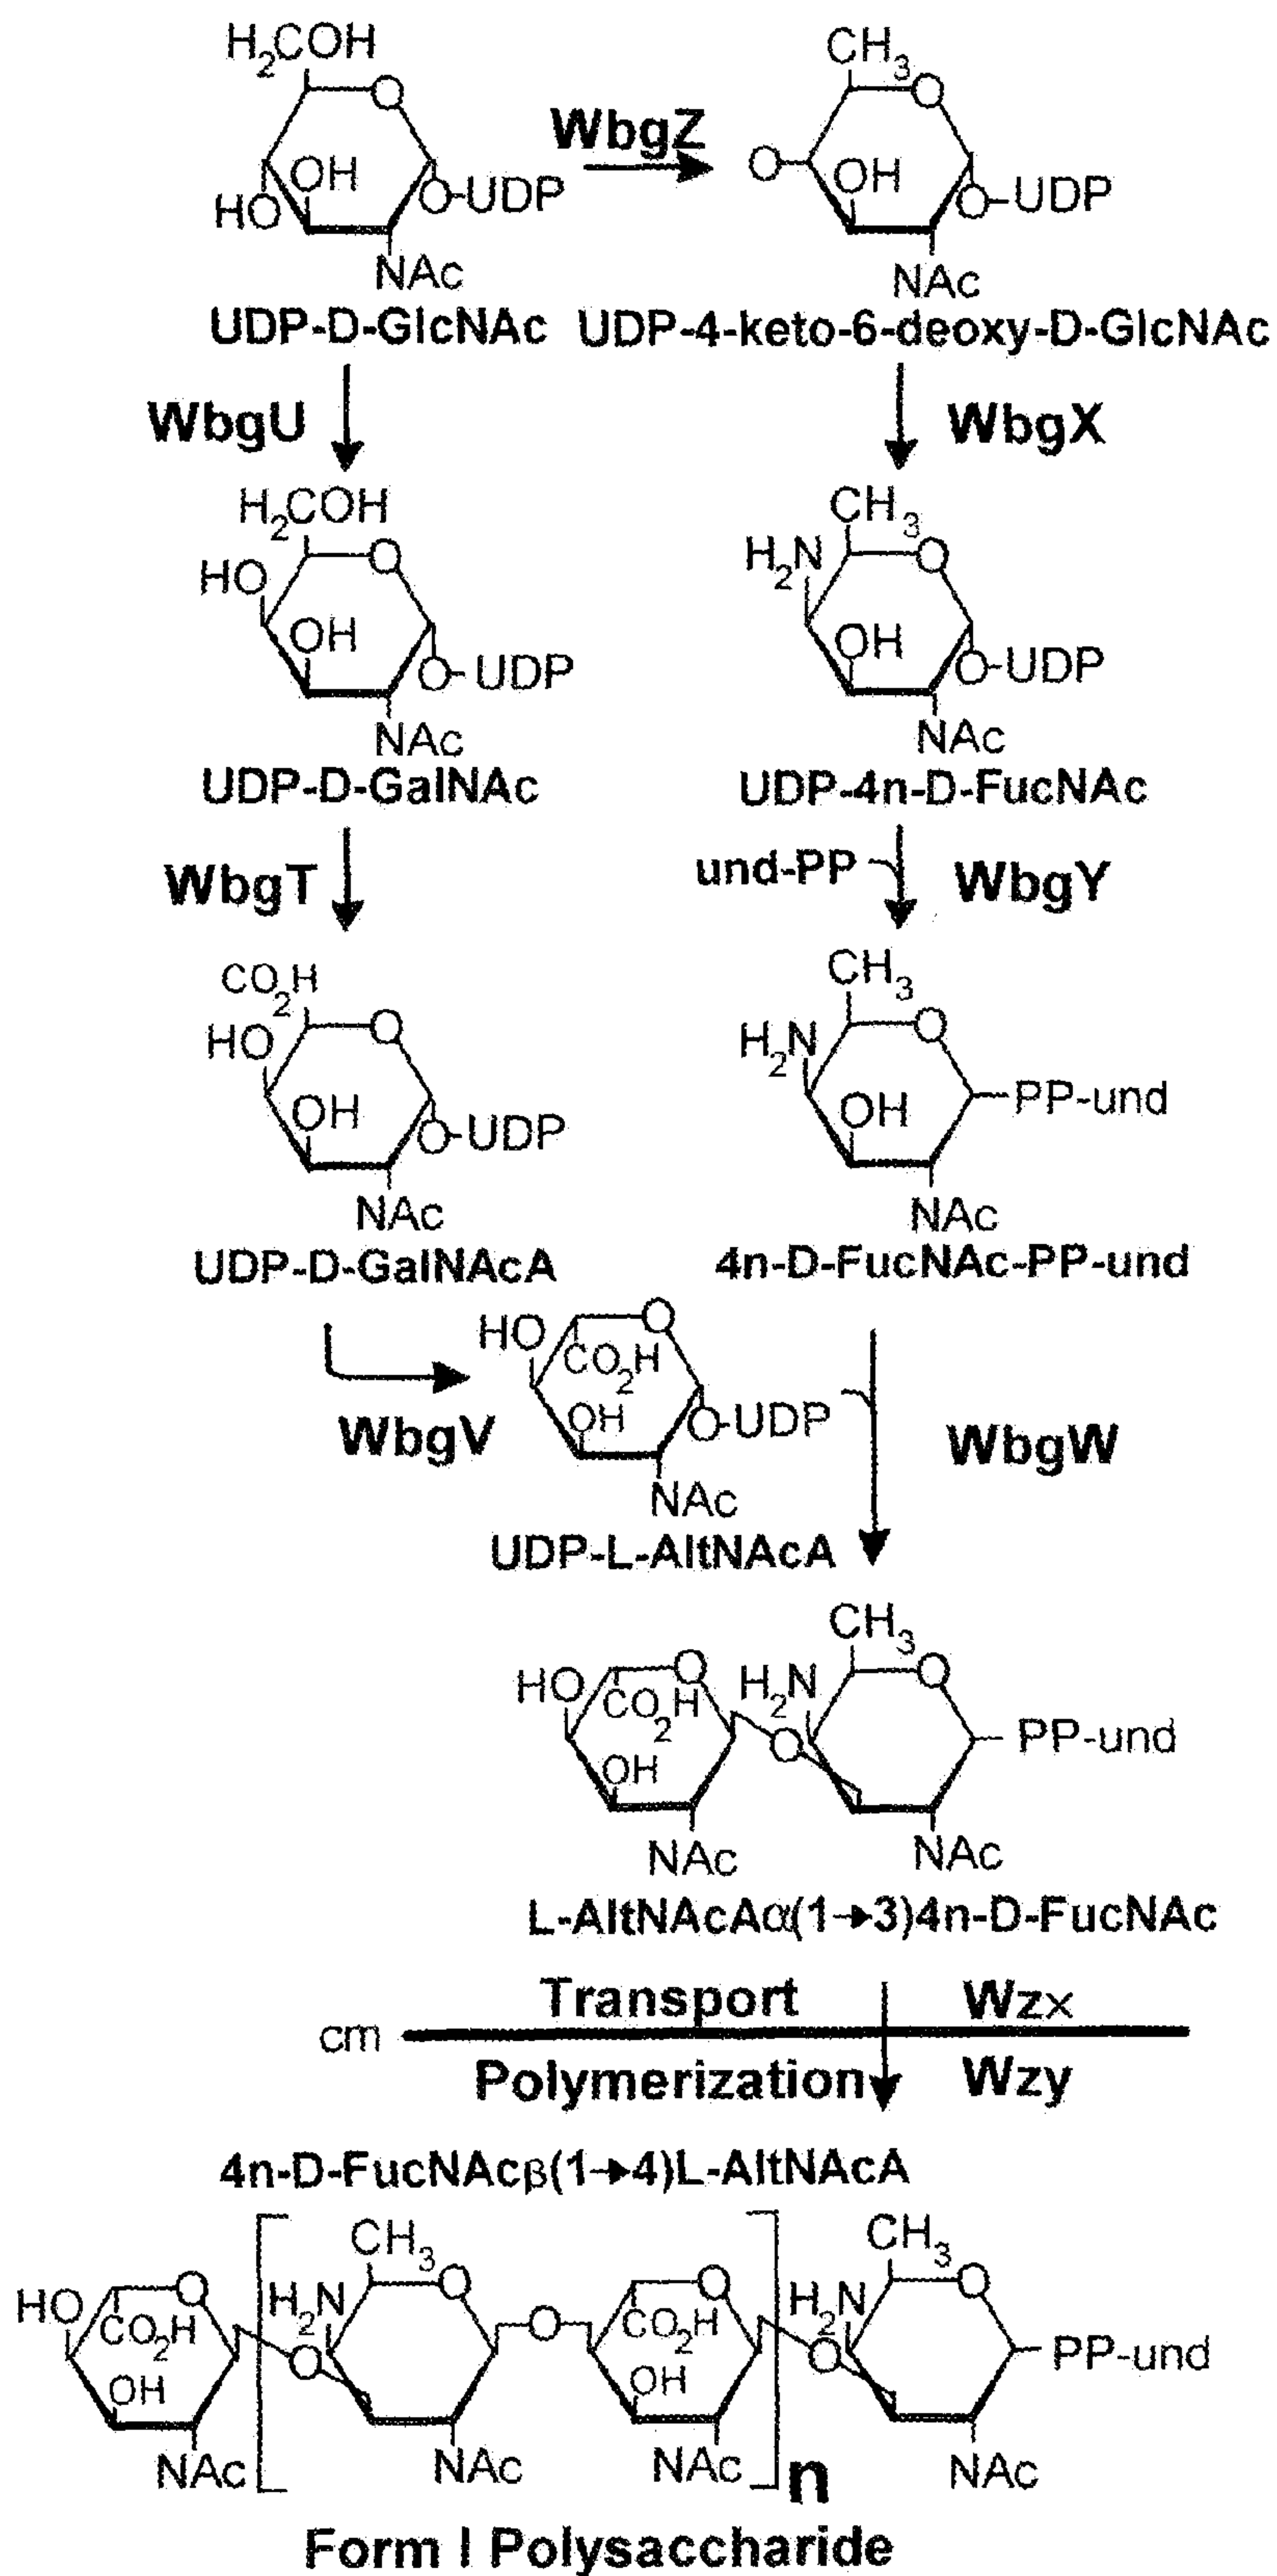 H2COH CH3
O O
WbgZ
OH O OH
HO O-UDP O-UDP
NAc NAc
UDP-D-GlcNAc UDP-4-keto-6-deoxy-D-GlcNAc
WbgU WbgX
H2COH CH3
HO O H2N O
OH OH
O-UDP O-UDP
NAc NAc
UDP-D-GalNAc UDP-4n-D-FucNAc
WbgT und-PP WbgY
CO2H CH3
HO O H2N O
OH OH PP-und
O-UDP
NAc NAc
UDP-D-GalNAcA 4n-D-FucNAc-PP-und
HO O
CO2H
OH O-UDP
WbgV WbgW
NAc
UDP-L-AltNAcA
CH3
HO O H2N O
CO2H
O PP-und
OH
NAc NAc
L-AltNAcAα(1→3)4n-D-FucNAc
Transport Wzx
cm
Polymerization Wzy
4n-D-FucNAcβ(1→4)L-AltNAcA
CH3 CH3
HO O H2N O O H2N O
CO2H O CO2H
O O PP-und
OH OH
NAc NAc NAc NAc
n
Form I Polysaccharide